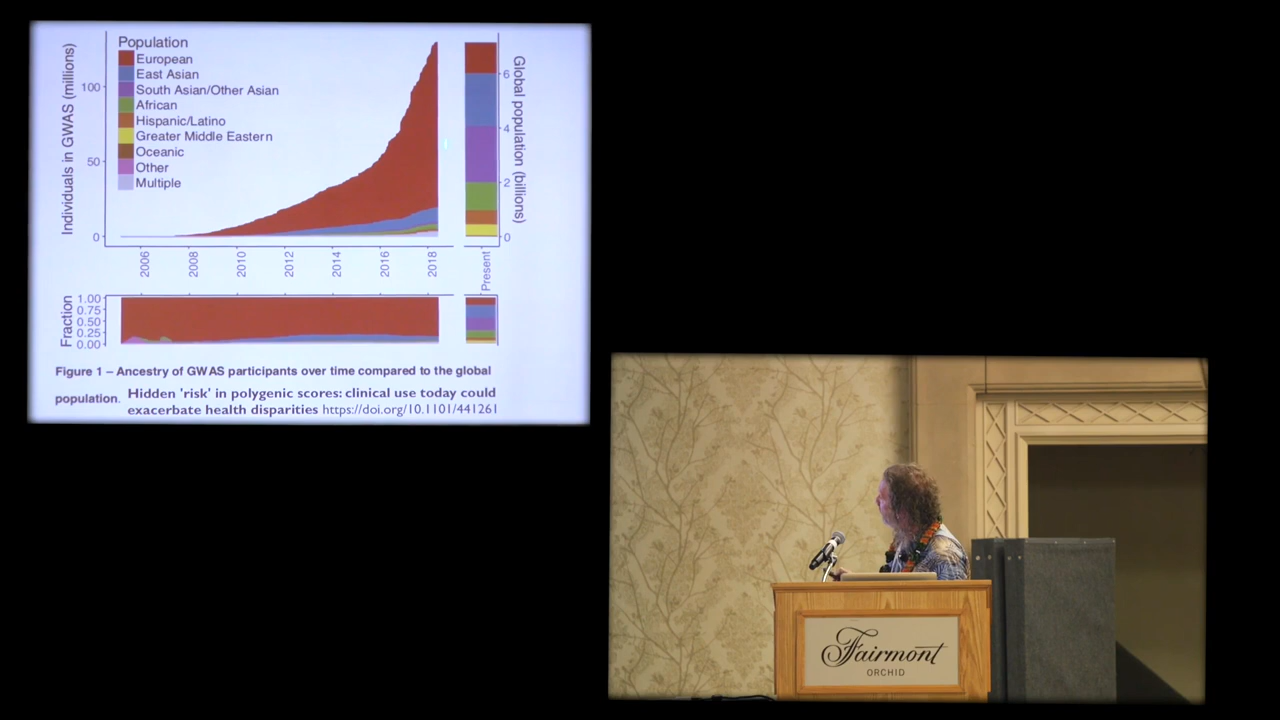 Population
European
East Asian
South Asian/Other Asian
African
Hispanic/Latino
Greater Middle Eastern
Oceanic
Other
Multiple
Individuals in GWAS (millions)
100
50
0
2006
2008
2010
2012
2014
2016
2018
Present
Global population (billions)
6
4
2
0
Fraction
1.00
0.75
0.50
0.25
0.00
Figure 1 – Ancestry of GWAS participants over time compared to the global
population. Hidden 'risk' in polygenic scores: clinical use today could
exacerbate health disparities https://doi.org/10.1101/441261
Fairmont
ORCHID